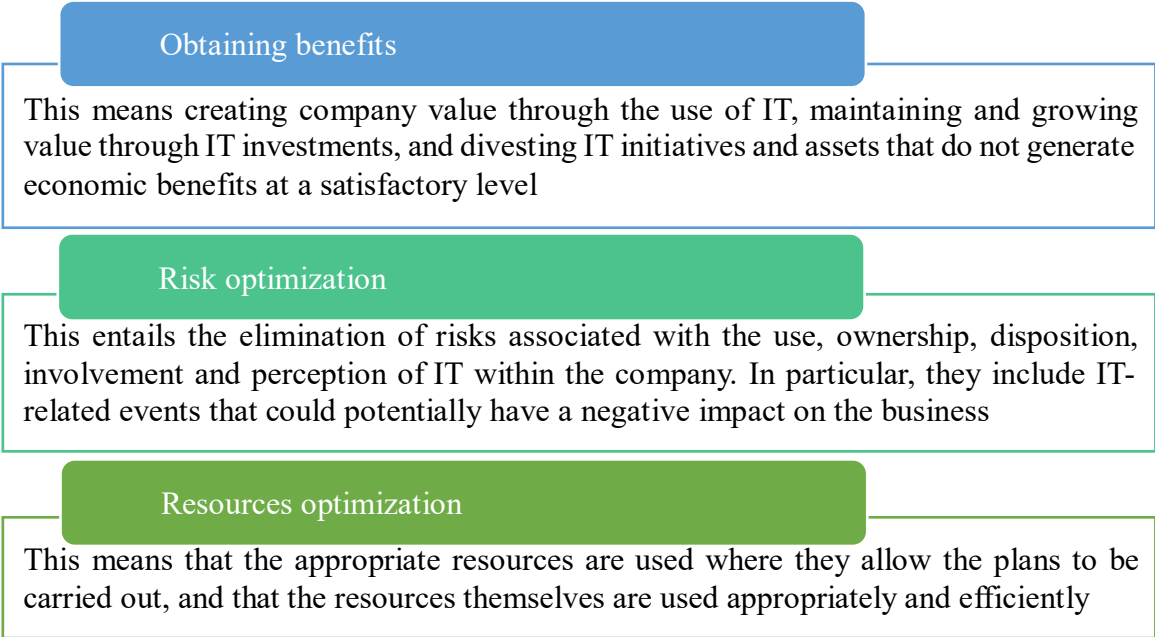 Obtaining benefits
This means creating company value through the use of IT, maintaining and growing
value through IT investments, and divesting IT initiatives and assets that do not generate
economic benefits at a satisfactory level
Risk optimization
This entails the elimination of risks associated with the use, ownership, disposition,
involvement and perception of IT within the company. In particular, they include IT-
related events that could potentially have a negative impact on the business
Resources optimization
This means that the appropriate resources are used where they allow the plans to be
carried out, and that the resources themselves are used appropriately and efficiently